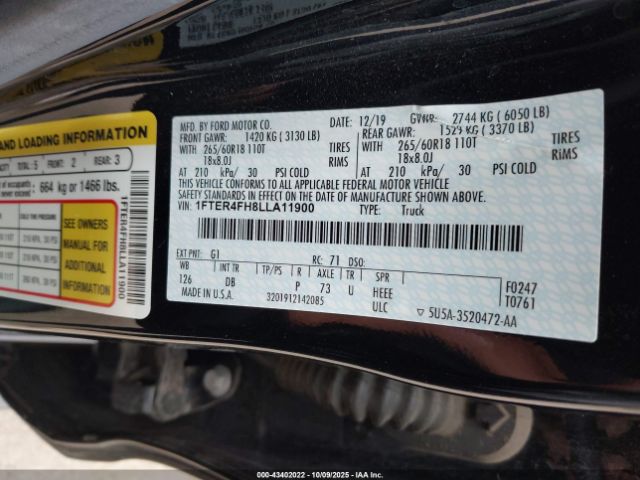 AND LOADING INFORMATION
TOTAL : 5 FRONT : 2 REAR: 3
664 kg or 1466 lbs.
SEE OWNERS
MANUAL FOR
ADDITIONAL
INFORMATION
1FTER4FH8LLA11900
MFD. BY FORD MOTOR CO.
12/19 GVWR: 2744 KG ( 6050 LB)
FRONT GAWR: 1420 KG ( 3130 LB) REAR GAWR: 1529 KG ( 3370 LB)
WITH 265/60R18 110T TIRES WITH 265/60R18 110T TIRES
18x8.0J RIMS 18x8.0J RIMS
AT 210 kPa/ 30 PSI COLD AT 210 kPa/ 30 PSI COLD
THIS VEHICLE CONFORMS TO ALL APPLICABLE FEDERAL MOTOR VEHICLE
SAFETY STANDARDS IN EFFECT ON THE DATE OF MANUFACTURE SHOWN ABOVE.
VIN: 1FTER4FH8LLA11900 TYPE: Truck
EXT PNT: G1 RC: 71 DSO:
WB INT TR TP/PS R AXLE TR SPR F0247
126 DB P 73 U HEEE T0761
MADE IN U.S.A. 3201912142085 ULC 5U5A-3520472-AA
00-43402022 - 10/09/2025 - IAAI.COM